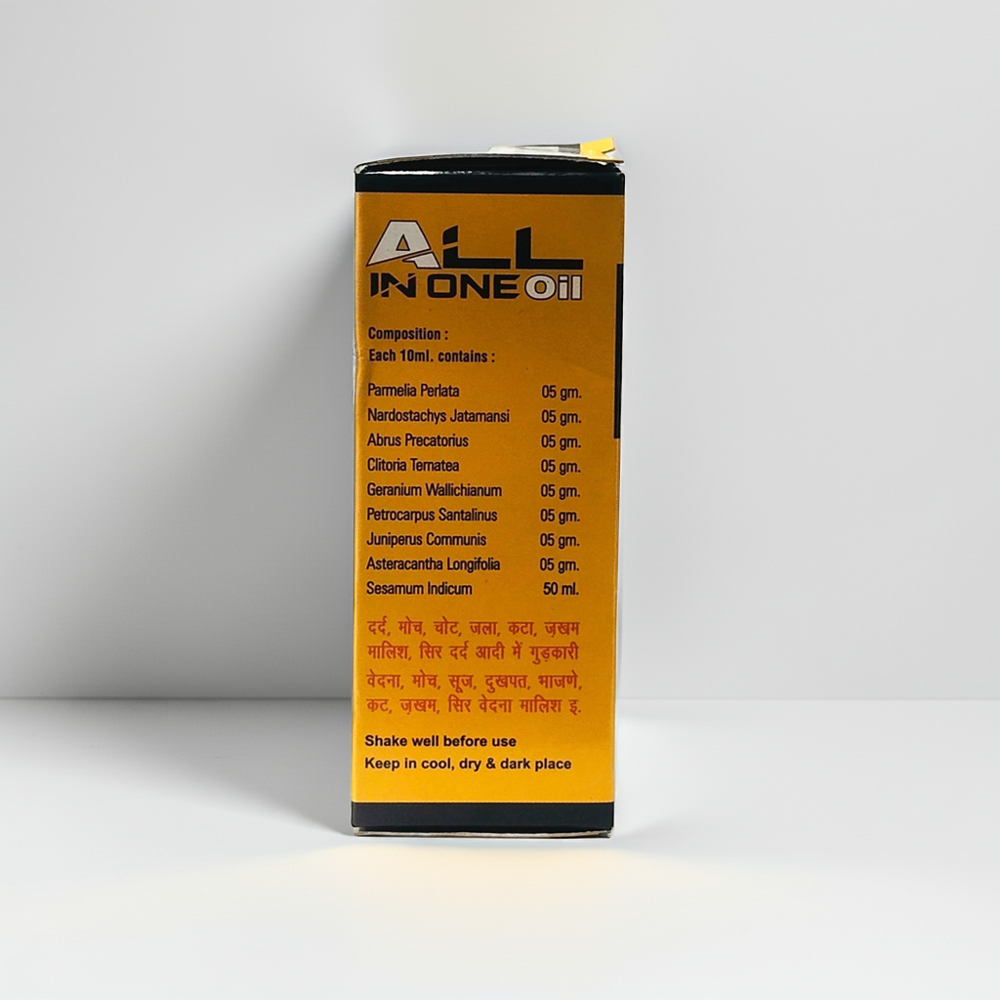 ALL
IN ONE Oil
Composition :
Each 10ml. contains :
Parmelia Perlata 05 gm.
Nardostachys Jatamansi 05 gm.
Abrus Precatorius 05 gm.
Clitoria Ternatea 05 gm.
Geranium Wallichianum 05 gm.
Petrocarpus Santalinus 05 gm.
Juniperus Communis 05 gm.
Asteracantha Longifolia 05 gm.
Sesamum Indicum 50 ml.
दर्द, मोच, चोट, जला, कटा, ज़खम
मालिश, सिर दर्द आदी में गुड़कारी
वेदना, मोच, सूज, दुखपत, भाजणे,
कट, ज़खम, सिर वेदना मालिश इ.
Shake well before use
Keep in cool, dry & dark place